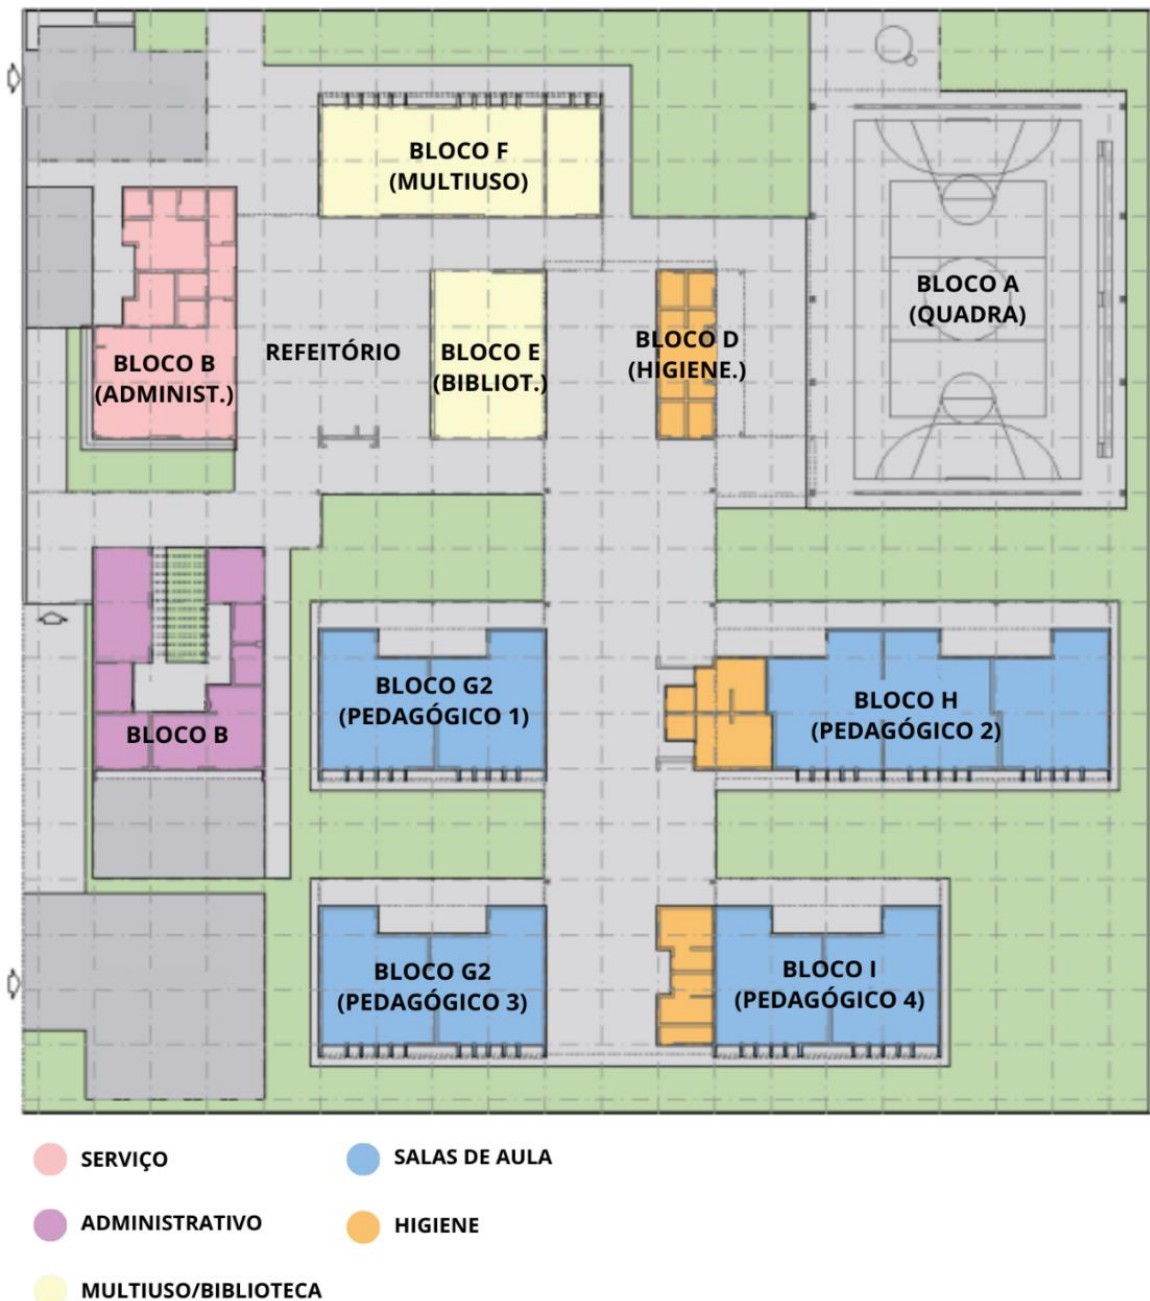 BLOCO F
(MULTIUSO)
BLOCO A
(QUADRA)
BLOCO B
(ADMINIST.)
REFEITÓRIO
BLOCO E
(BIBLIOT.)
BLOCO D
(HIGIENE.)
BLOCO B
BLOCO G2
(PEDAGÓGICO 1)
BLOCO H
(PEDAGÓGICO 2)
BLOCO G2
(PEDAGÓGICO 3)
BLOCO I
(PEDAGÓGICO 4)
SERVIÇO
SALAS DE AULA
ADMINISTRATIVO
HIGIENE
MULTIUSO/BIBLIOTECA